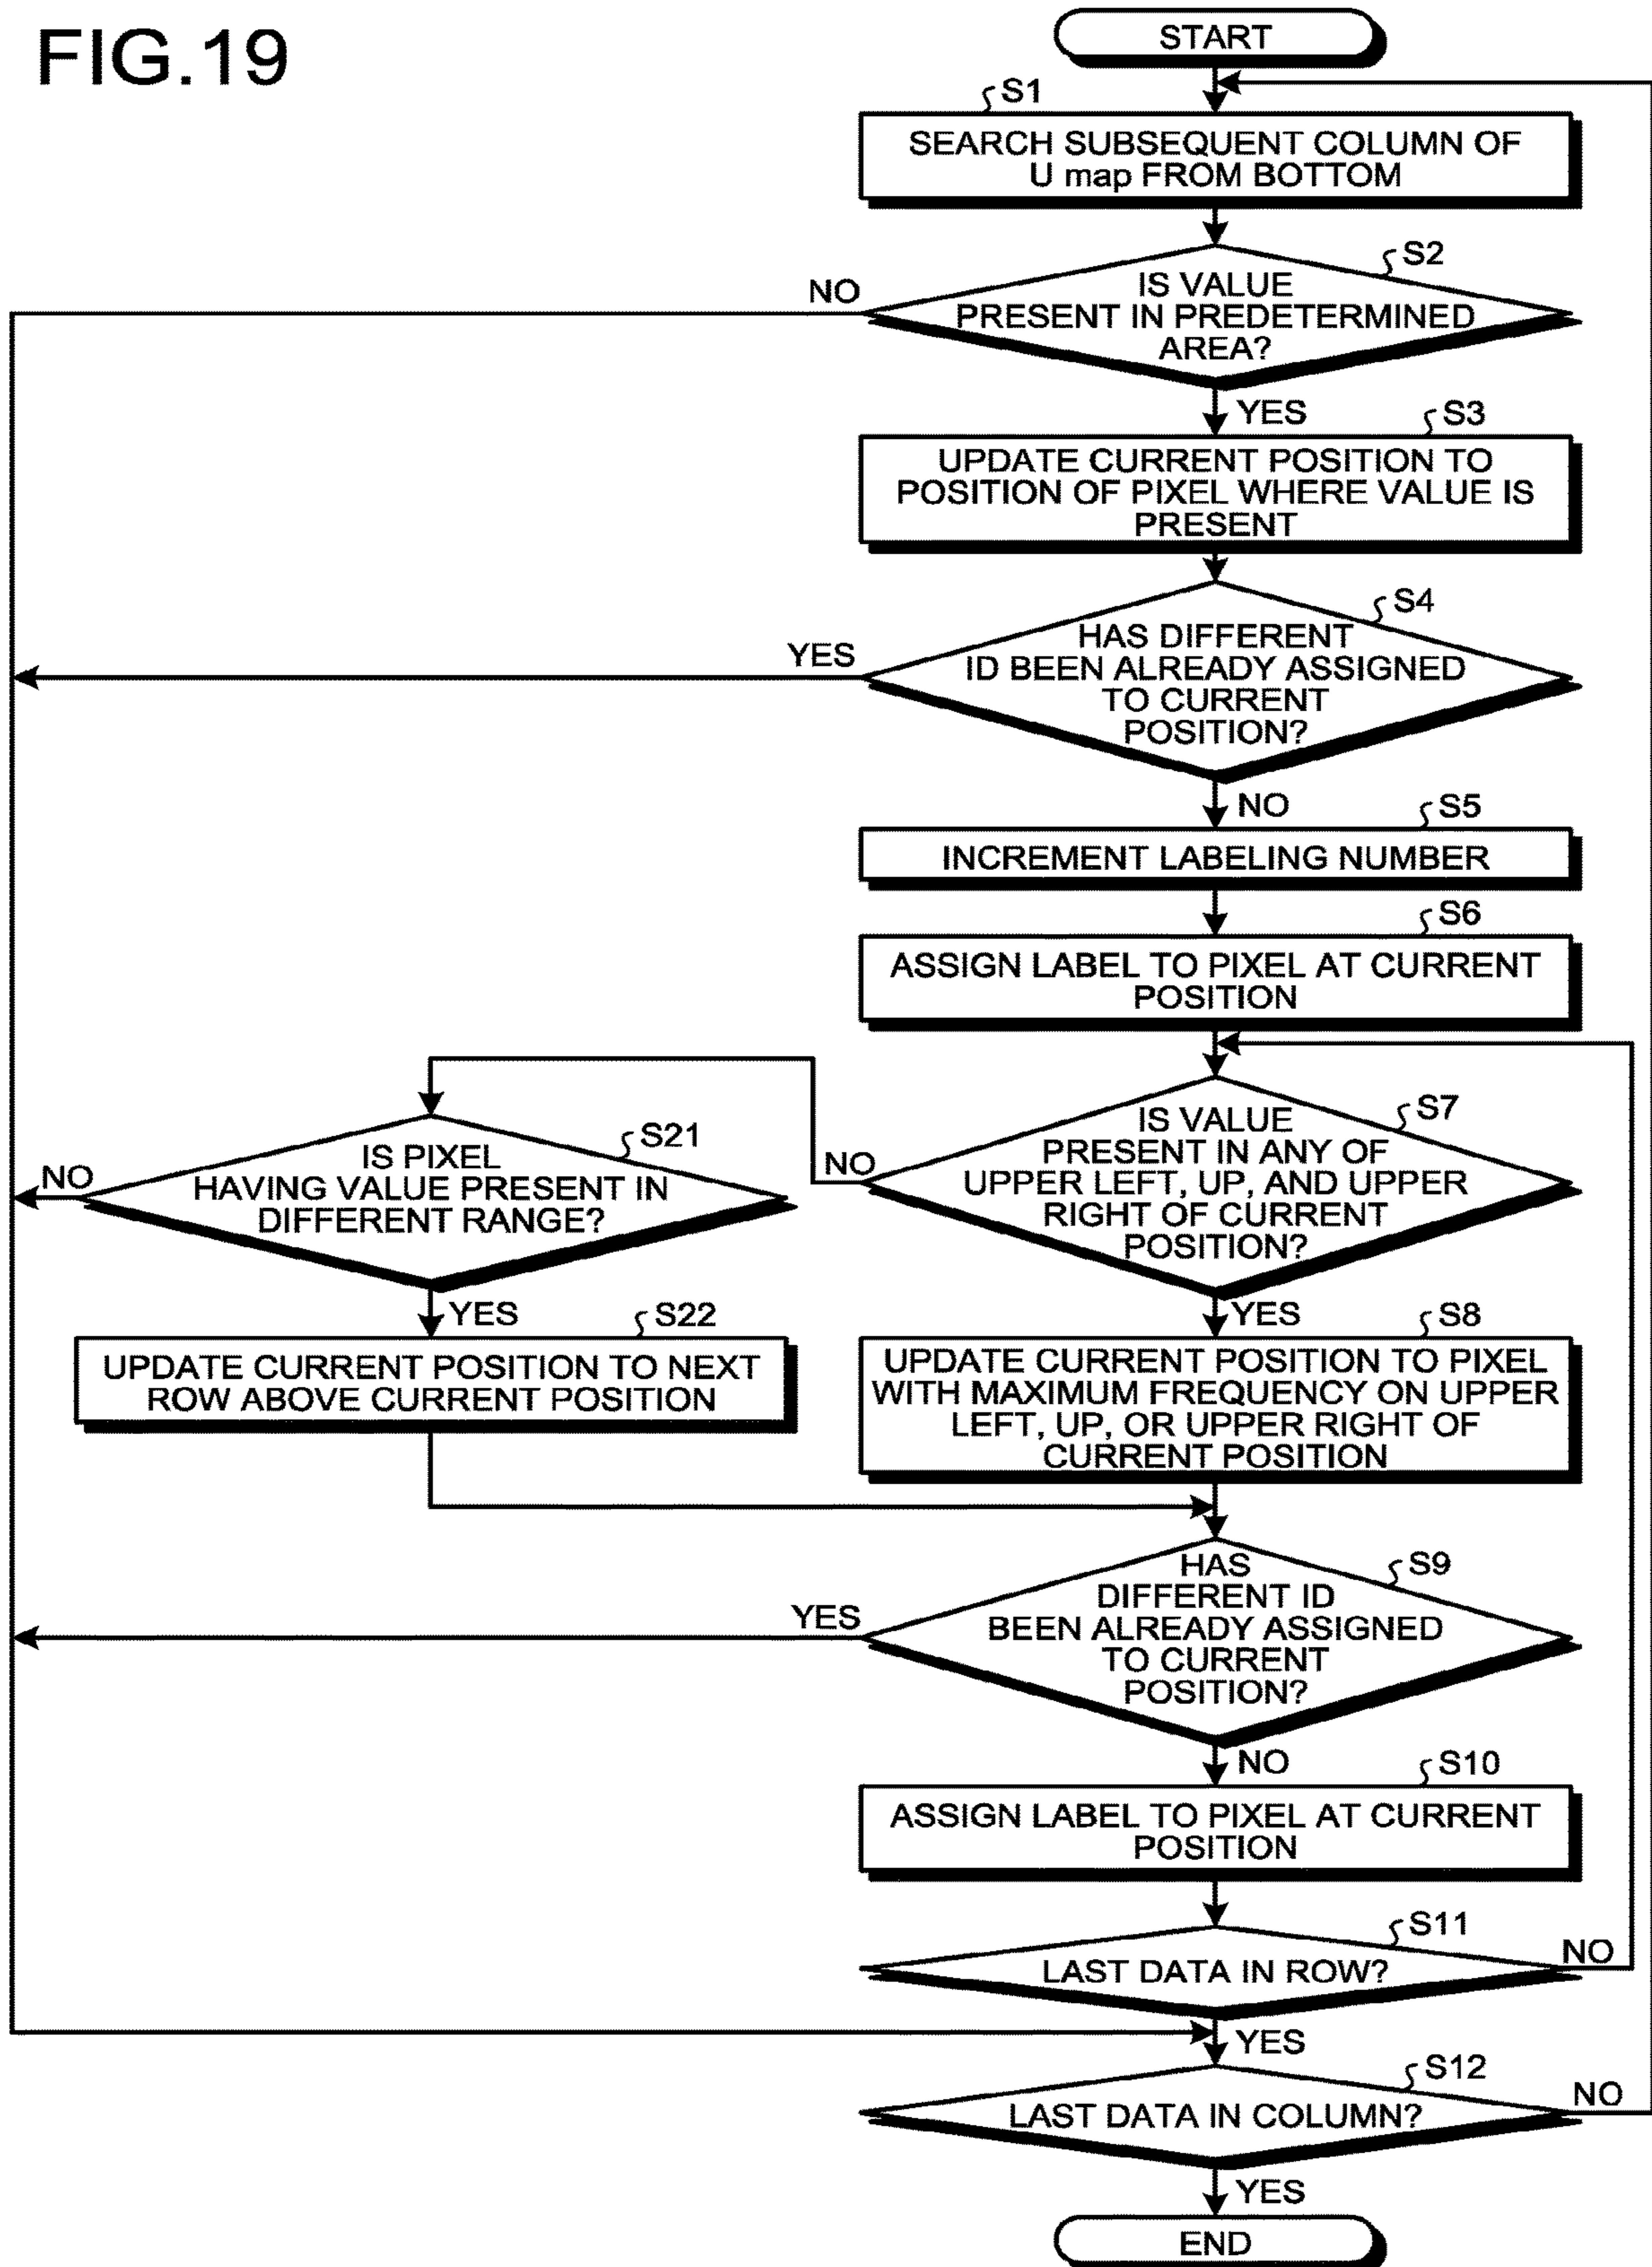 FIG.19
START
S1
SEARCH SUBSEQUENT COLUMN OF
U map FROM BOTTOM
S2
IS VALUE
PRESENT IN PREDETERMINED
AREA?
NO
YES
S3
UPDATE CURRENT POSITION TO
POSITION OF PIXEL WHERE VALUE IS
PRESENT
S4
HAS DIFFERENT
ID BEEN ALREADY ASSIGNED
TO CURRENT
POSITION?
YES
NO
S5
INCREMENT LABELING NUMBER
S6
ASSIGN LABEL TO PIXEL AT CURRENT
POSITION
S7
IS VALUE
PRESENT IN ANY OF
UPPER LEFT, UP, AND UPPER
RIGHT OF CURRENT
POSITION?
NO
YES
S21
IS PIXEL
HAVING VALUE PRESENT IN
DIFFERENT RANGE?
NO
YES
S22
UPDATE CURRENT POSITION TO NEXT
ROW ABOVE CURRENT POSITION
S8
UPDATE CURRENT POSITION TO PIXEL
WITH MAXIMUM FREQUENCY ON UPPER
LEFT, UP, OR UPPER RIGHT OF
CURRENT POSITION
S9
HAS
DIFFERENT ID
BEEN ALREADY ASSIGNED
TO CURRENT
POSITION?
YES
NO
S10
ASSIGN LABEL TO PIXEL AT CURRENT
POSITION
S11
LAST DATA IN ROW?
NO
YES
S12
LAST DATA IN COLUMN?
NO
YES
END